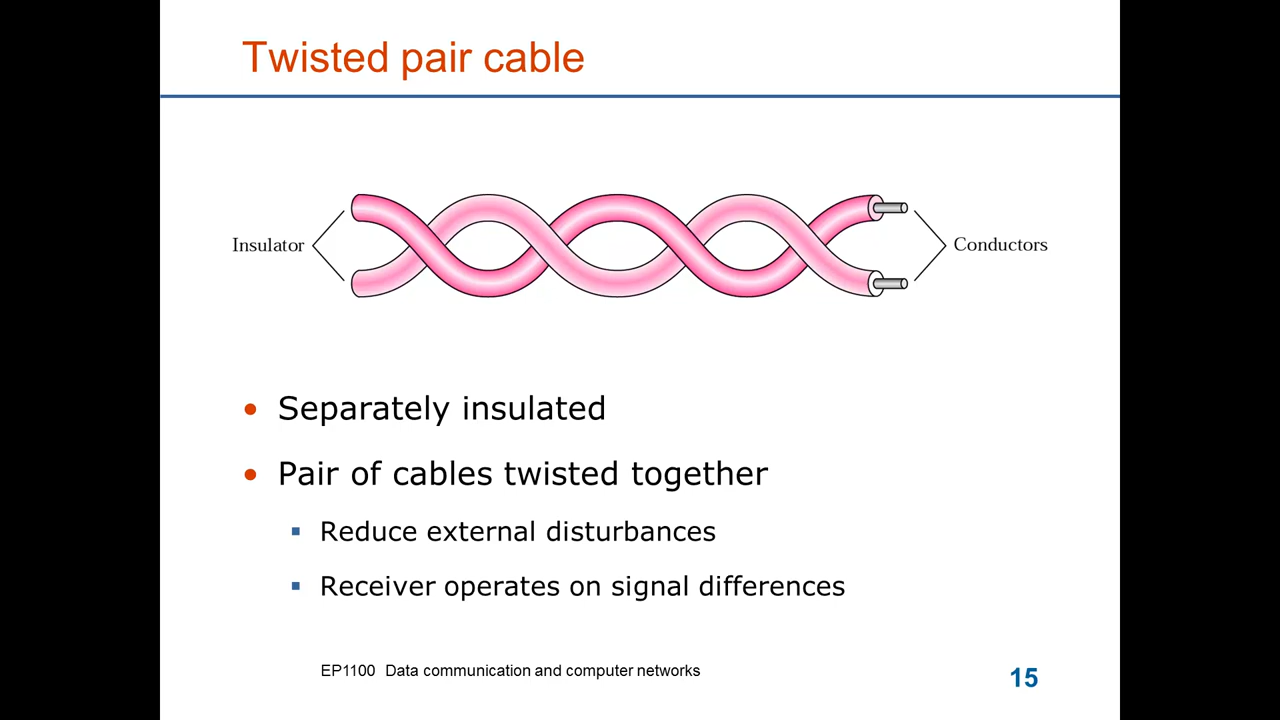 Twisted pair cable
Insulator
Conductors
Separately insulated
Pair of cables twisted together
Reduce external disturbances
Receiver operates on signal differences
EP1100 Data communication and computer networks
15